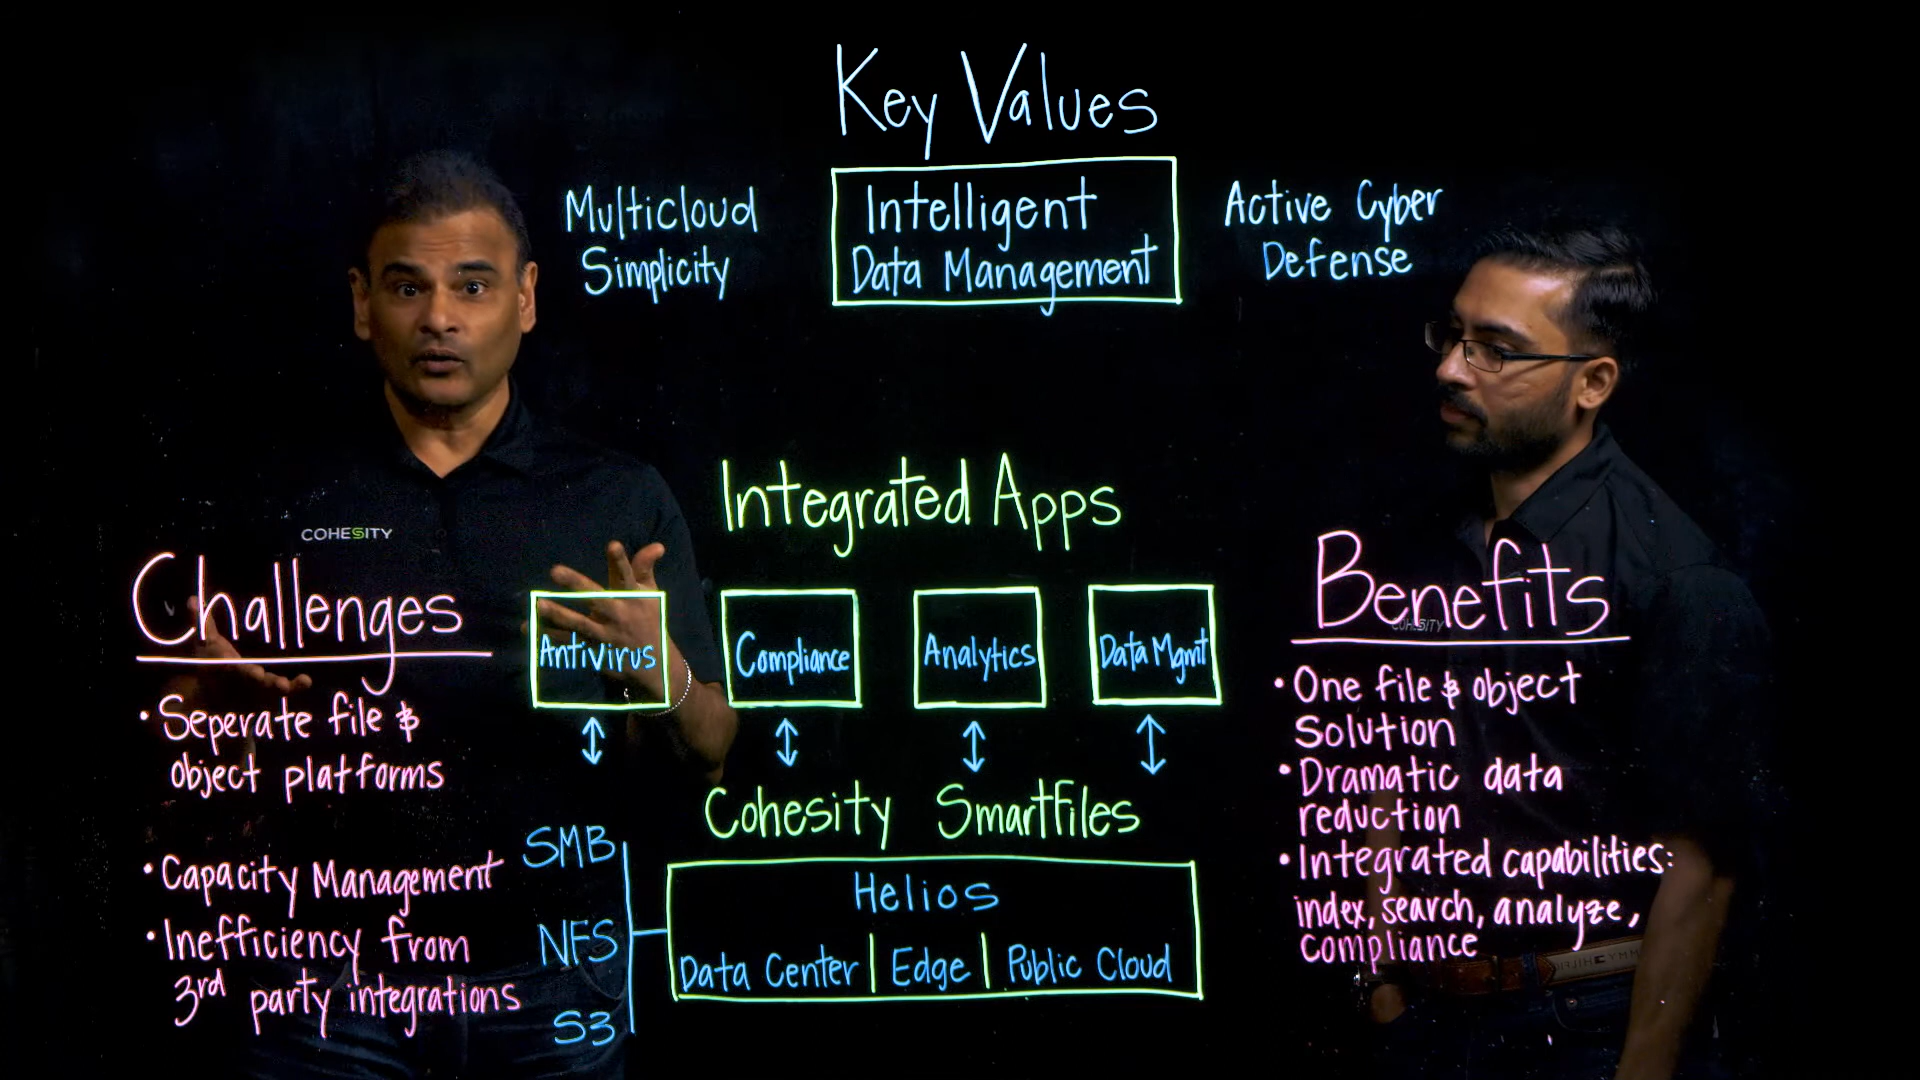 Key Values
Multicloud
Simplicity
Intelligent
Data Management
Active Cyber
Defense
Integrated Apps
Antivirus
Compliance
Analytics
Data Mgmt
COHESITY
Challenges
• Seperate file &
object platforms
• Capacity Management
• Inefficiency from
3rd party integrations
Cohesity SmartFiles
SMB
NFS
S3
Helios
Data Center | Edge | Public Cloud
Benefits
COHESITY
• One file & object
Solution
• Dramatic data
reduction
• Integrated capabilities:
index, search, analyze,
compliance